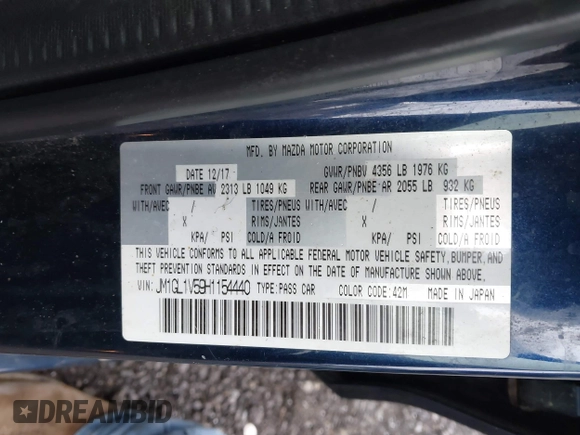 MFD. BY MAZDA MOTOR CORPORATION
DATE 12/17 GVWR/PNBV 4356 LB 1976 KG
FRONT GAWR/PNBE AV 2313 LB 1049 KG REAR GAWR/PNBE AR 2055 LB 932 KG
WITH/AVEC / TIRES/PNEUS WITH/AVEC / TIRES/PNEUS
X RIMS/JANTES X RIMS/JANTES
KPA/ PSI COLD/A FROID KPA/ PSI COLD/A FROID
THIS VEHICLE CONFORMS TO ALL APPLICABLE FEDERAL MOTOR VEHICLE SAFETY,BUMPER,AND
THEFT PREVENTION STANDARDS IN EFFECT ON THE DATE OF MANUFACTURE SHOWN ABOVE.
VIN: JM1GL1V59H1154440 TYPE:PASS CAR COLOR CODE:42M MADE IN JAPAN
DREAMBID